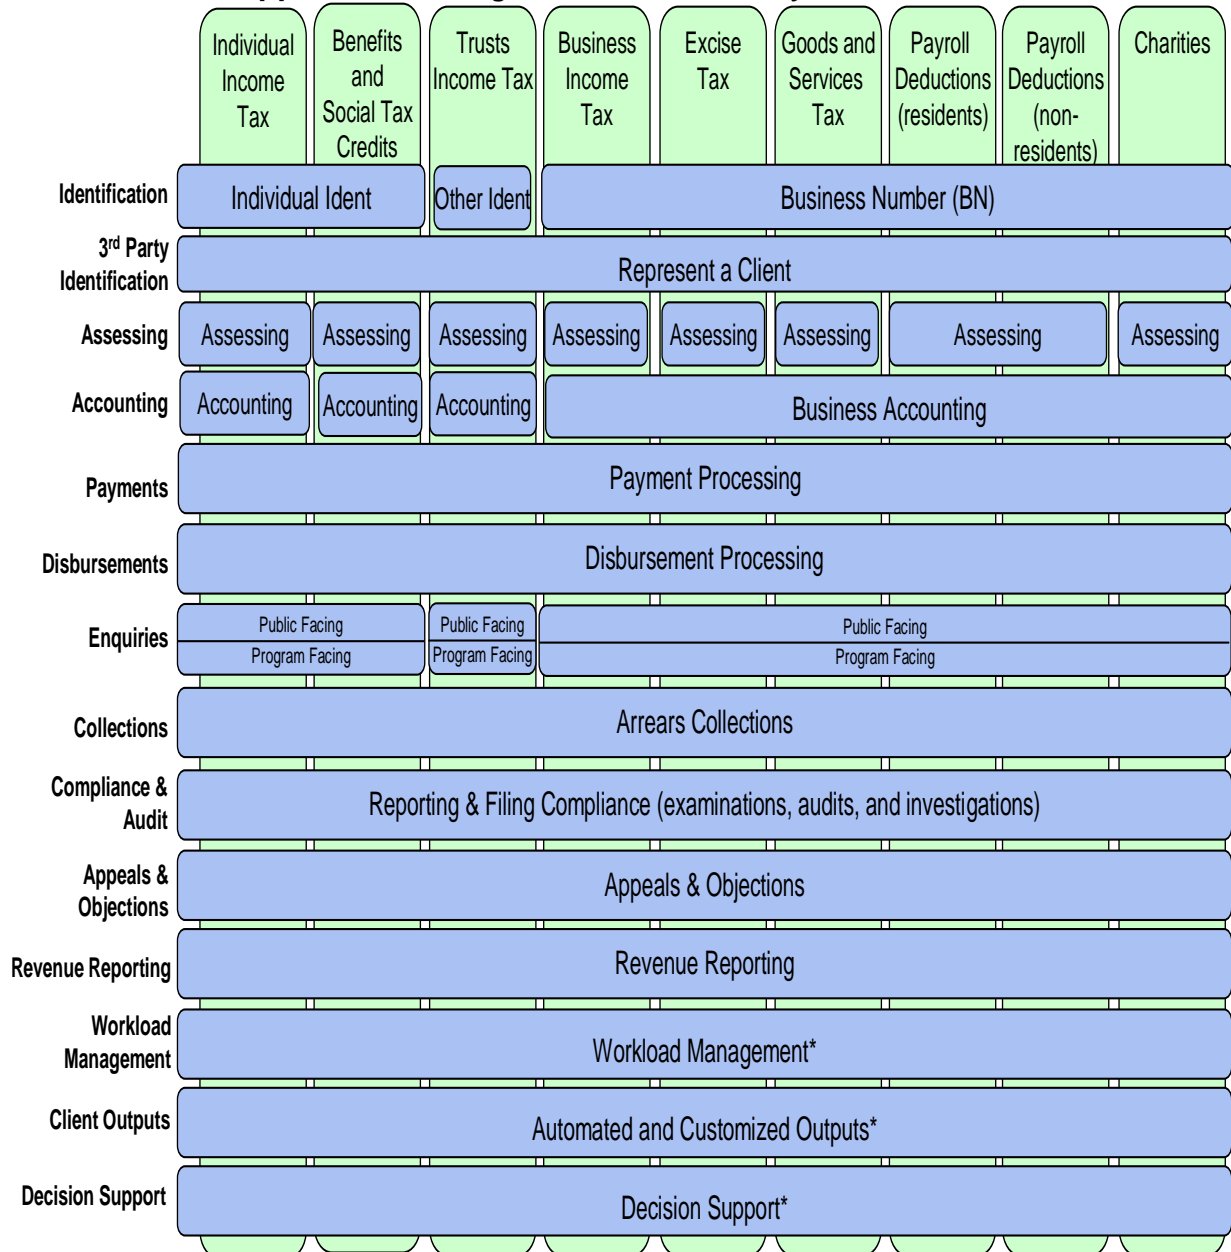 Individual
Income
Tax
Benefits
and
Social Tax
Credits
Trusts
Income Tax
Business
Income
Tax
Excise
Tax
Goods and
Services
Tax
Payroll
Deductions
(residents)
Payroll
Deductions
(non-
residents)
Charities
Identification
Individual Ident
Other Ident
Business Number (BN)
3rd Party
Identification
Represent a Client
Assessing
Assessing
Assessing
Assessing
Assessing
Assessing
Assessing
Assessing
Assessing
Accounting
Accounting
Accounting
Accounting
Business Accounting
Payments
Payment Processing
Disbursements
Disbursement Processing
Enquiries
Public Facing
Program Facing
Public Facing
Program Facing
Public Facing
Program Facing
Collections
Arrears Collections
Compliance &
Audit
Reporting & Filing Compliance (examinations, audits, and investigations)
Appeals &
Objections
Appeals & Objections
Revenue Reporting
Revenue Reporting
Workload
Management
Workload Management*
Client Outputs
Automated and Customized Outputs*
Decision Support
Decision Support*